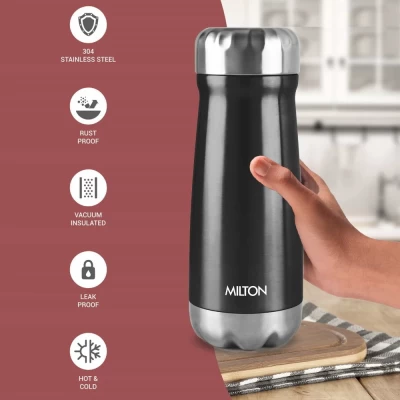 304
STAINLESS STEEL
RUST
PROOF
VACUUM
INSULATED
LEAK
PROOF
HOT &
COLD
MILTON